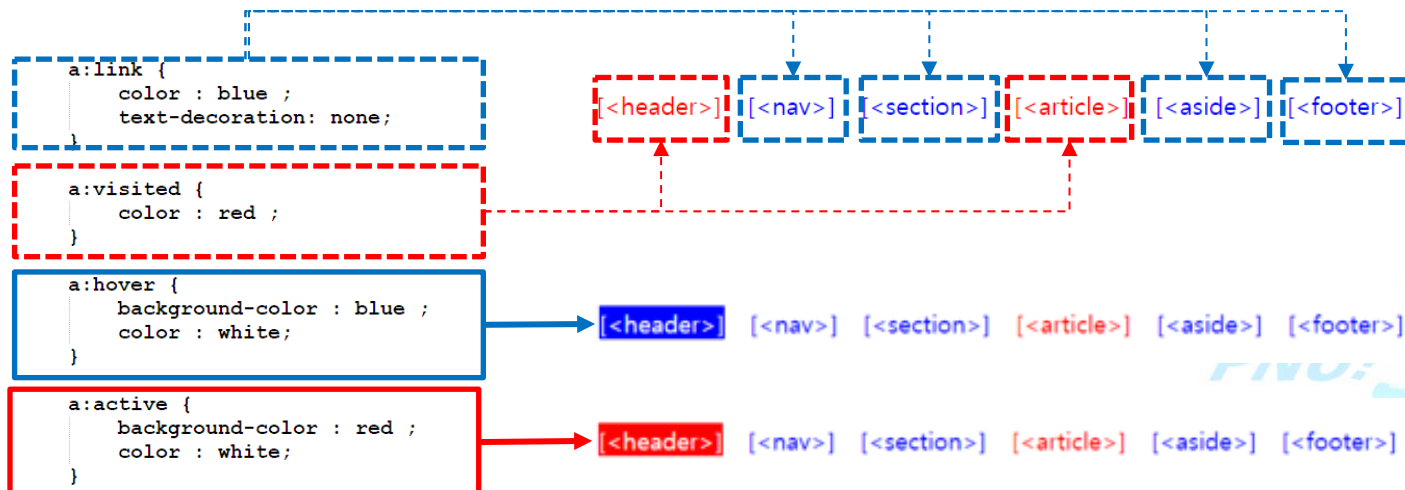 a:link {
color : blue ;
text-decoration: none;
}
[<header>] [<nav>] [<section>] [<article>] [<aside>] [<footer>]
a:visited {
color : red ;
}
a:hover {
background-color : blue ;
color : white;
}
[<header>] [<nav>] [<section>] [<article>] [<aside>] [<footer>]
a:active {
background-color : red ;
color : white;
}
[<header>] [<nav>] [<section>] [<article>] [<aside>] [<footer>]